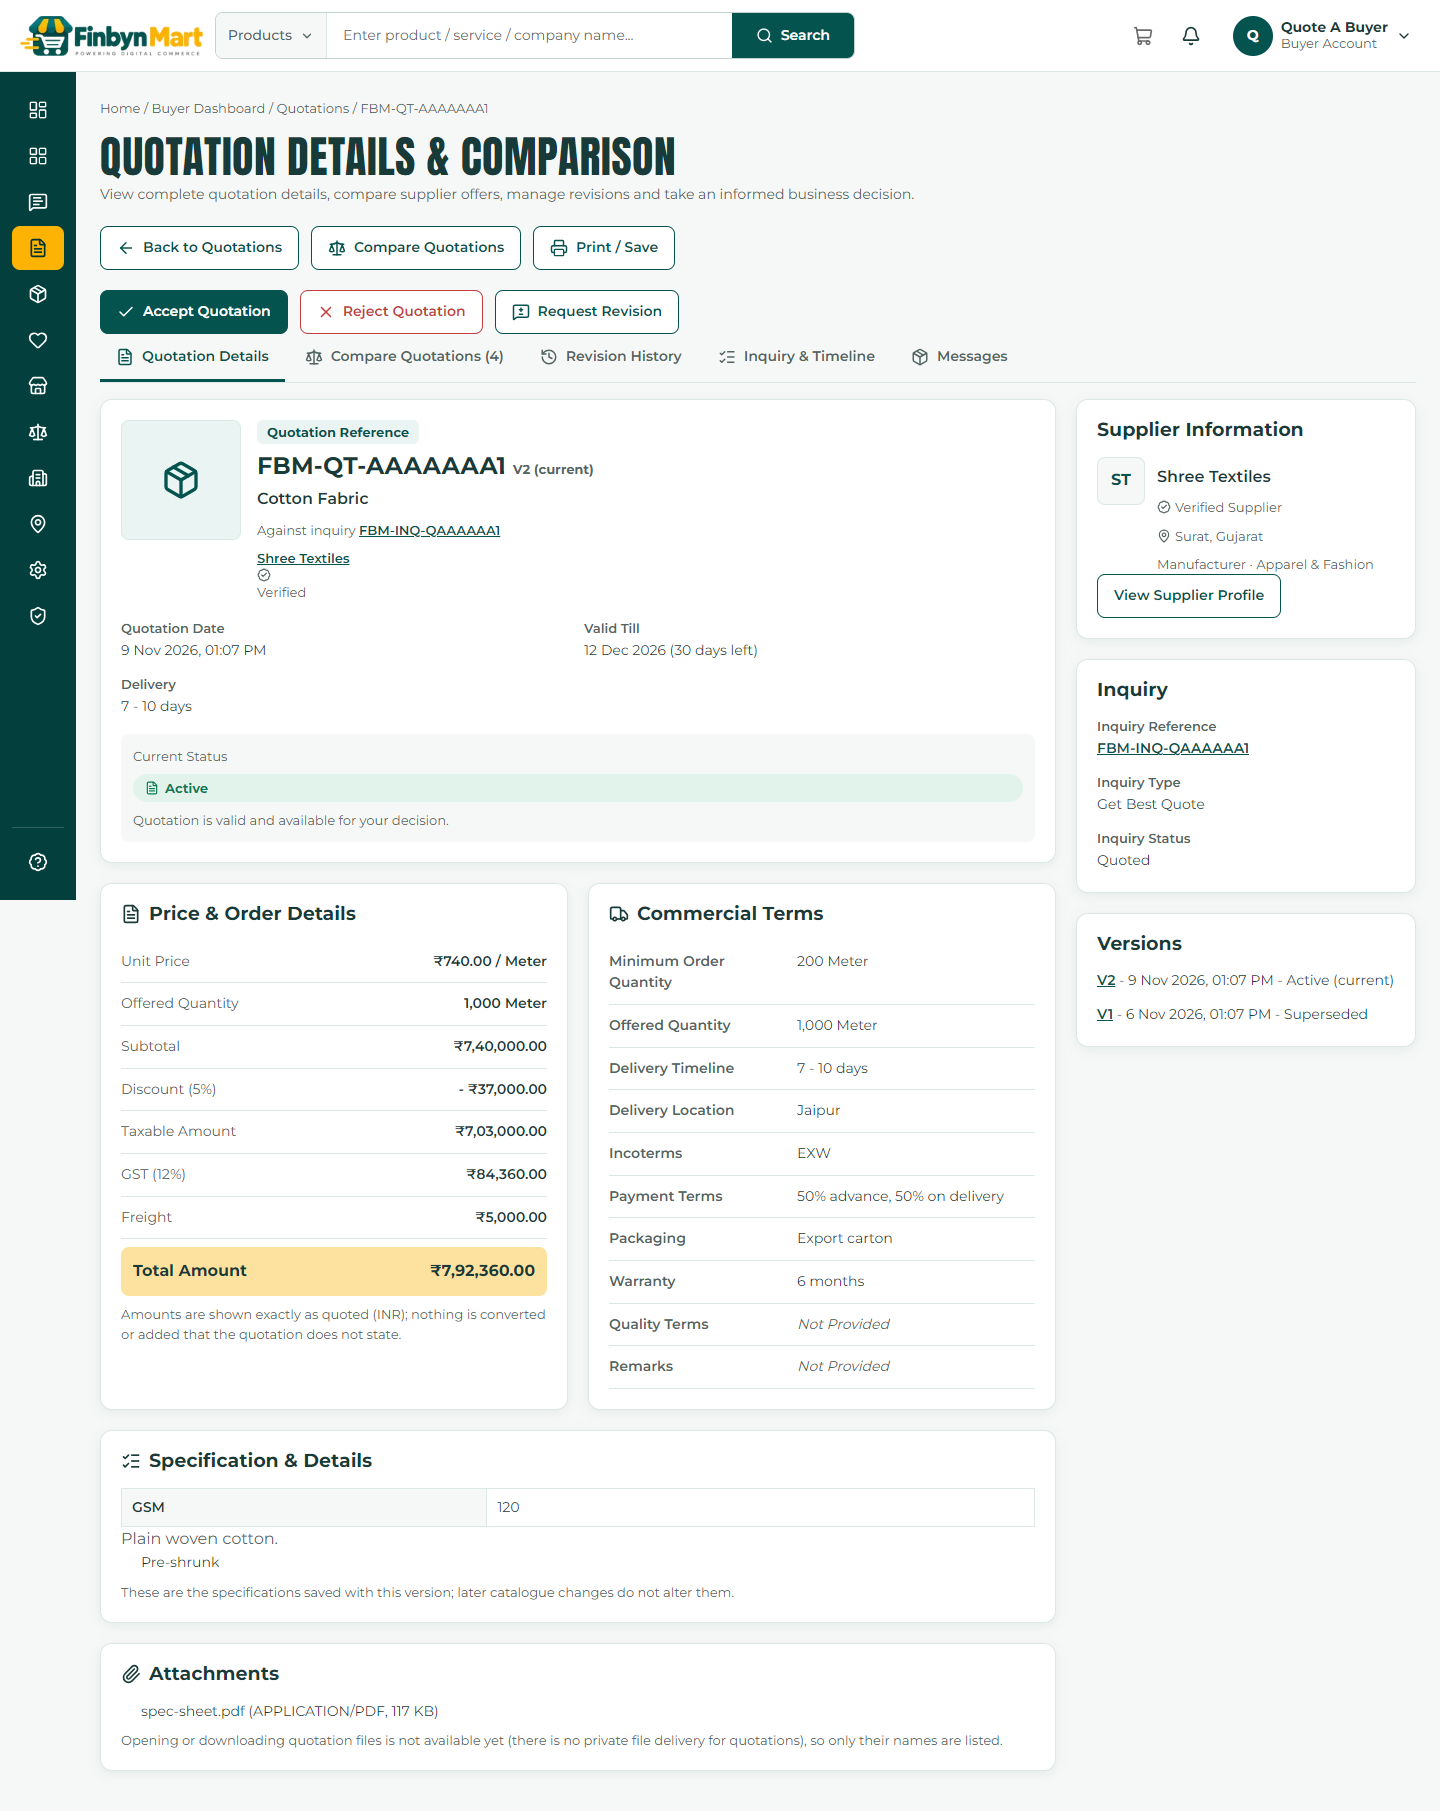 FinbynMart
POWERING DIGITAL COMMERCE
Products
Enter product / service / company name...
Search
Q
Quote A Buyer
Buyer Account
Home / Buyer Dashboard / Quotations / FBM-QT-AAAAAAA1
QUOTATION DETAILS & COMPARISON
View complete quotation details, compare supplier offers, manage revisions and take an informed business decision.
Back to Quotations
Compare Quotations
Print / Save
Accept Quotation
Reject Quotation
Request Revision
Quotation Details
Compare Quotations (4)
Revision History
Inquiry & Timeline
Messages
Quotation Reference
FBM-QT-AAAAAAA1 V2 (current)
Cotton Fabric
Against inquiry FBM-INQ-QAAAAAA1
Shree Textiles
Verified
Quotation Date
9 Nov 2026, 01:07 PM
Valid Till
12 Dec 2026 (30 days left)
Delivery
7 - 10 days
Current Status
Active
Quotation is valid and available for your decision.
Price & Order Details
Unit Price ₹740.00 / Meter
Offered Quantity 1,000 Meter
Subtotal ₹7,40,000.00
Discount (5%) - ₹37,000.00
Taxable Amount ₹7,03,000.00
GST (12%) ₹84,360.00
Freight ₹5,000.00
Total Amount ₹7,92,360.00
Amounts are shown exactly as quoted (INR); nothing is converted
or added that the quotation does not state.
Commercial Terms
Minimum Order
Quantity
200 Meter
Offered Quantity 1,000 Meter
Delivery Timeline 7 - 10 days
Delivery Location Jaipur
Incoterms EXW
Payment Terms 50% advance, 50% on delivery
Packaging Export carton
Warranty 6 months
Quality Terms Not Provided
Remarks Not Provided
Specification & Details
GSM 120
Plain woven cotton.
Pre-shrunk
These are the specifications saved with this version; later catalogue changes do not alter them.
Attachments
spec-sheet.pdf (APPLICATION/PDF, 117 KB)
Opening or downloading quotation files is not available yet (there is no private file delivery for quotations), so only their names are listed.
Supplier Information
ST
Shree Textiles
Verified Supplier
Surat, Gujarat
Manufacturer · Apparel & Fashion
View Supplier Profile
Inquiry
Inquiry Reference
FBM-INQ-QAAAAAA1
Inquiry Type
Get Best Quote
Inquiry Status
Quoted
Versions
V2 - 9 Nov 2026, 01:07 PM - Active (current)
V1 - 6 Nov 2026, 01:07 PM - Superseded